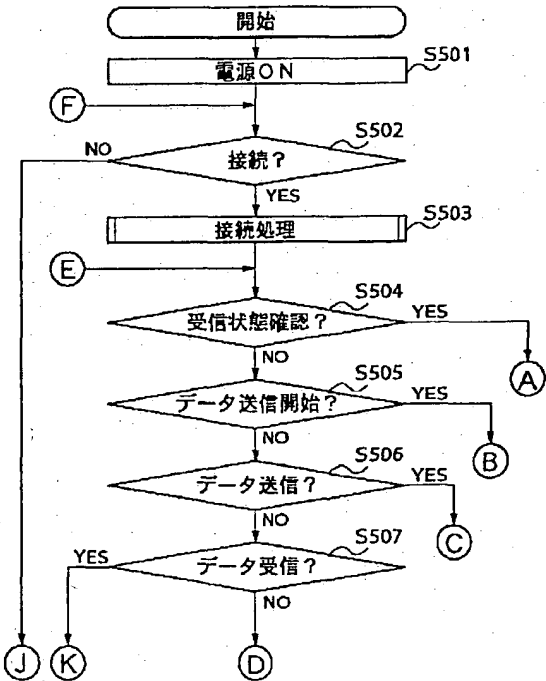 開始
S501
電源ON
F
S502
NO
接続？
YES
S503
接続処理
E
S504
受信状態確認？
YES
NO
A
S505
データ送信開始？
YES
NO
B
S506
データ送信？
YES
NO
C
S507
YES
データ受信？
NO
J
K
D